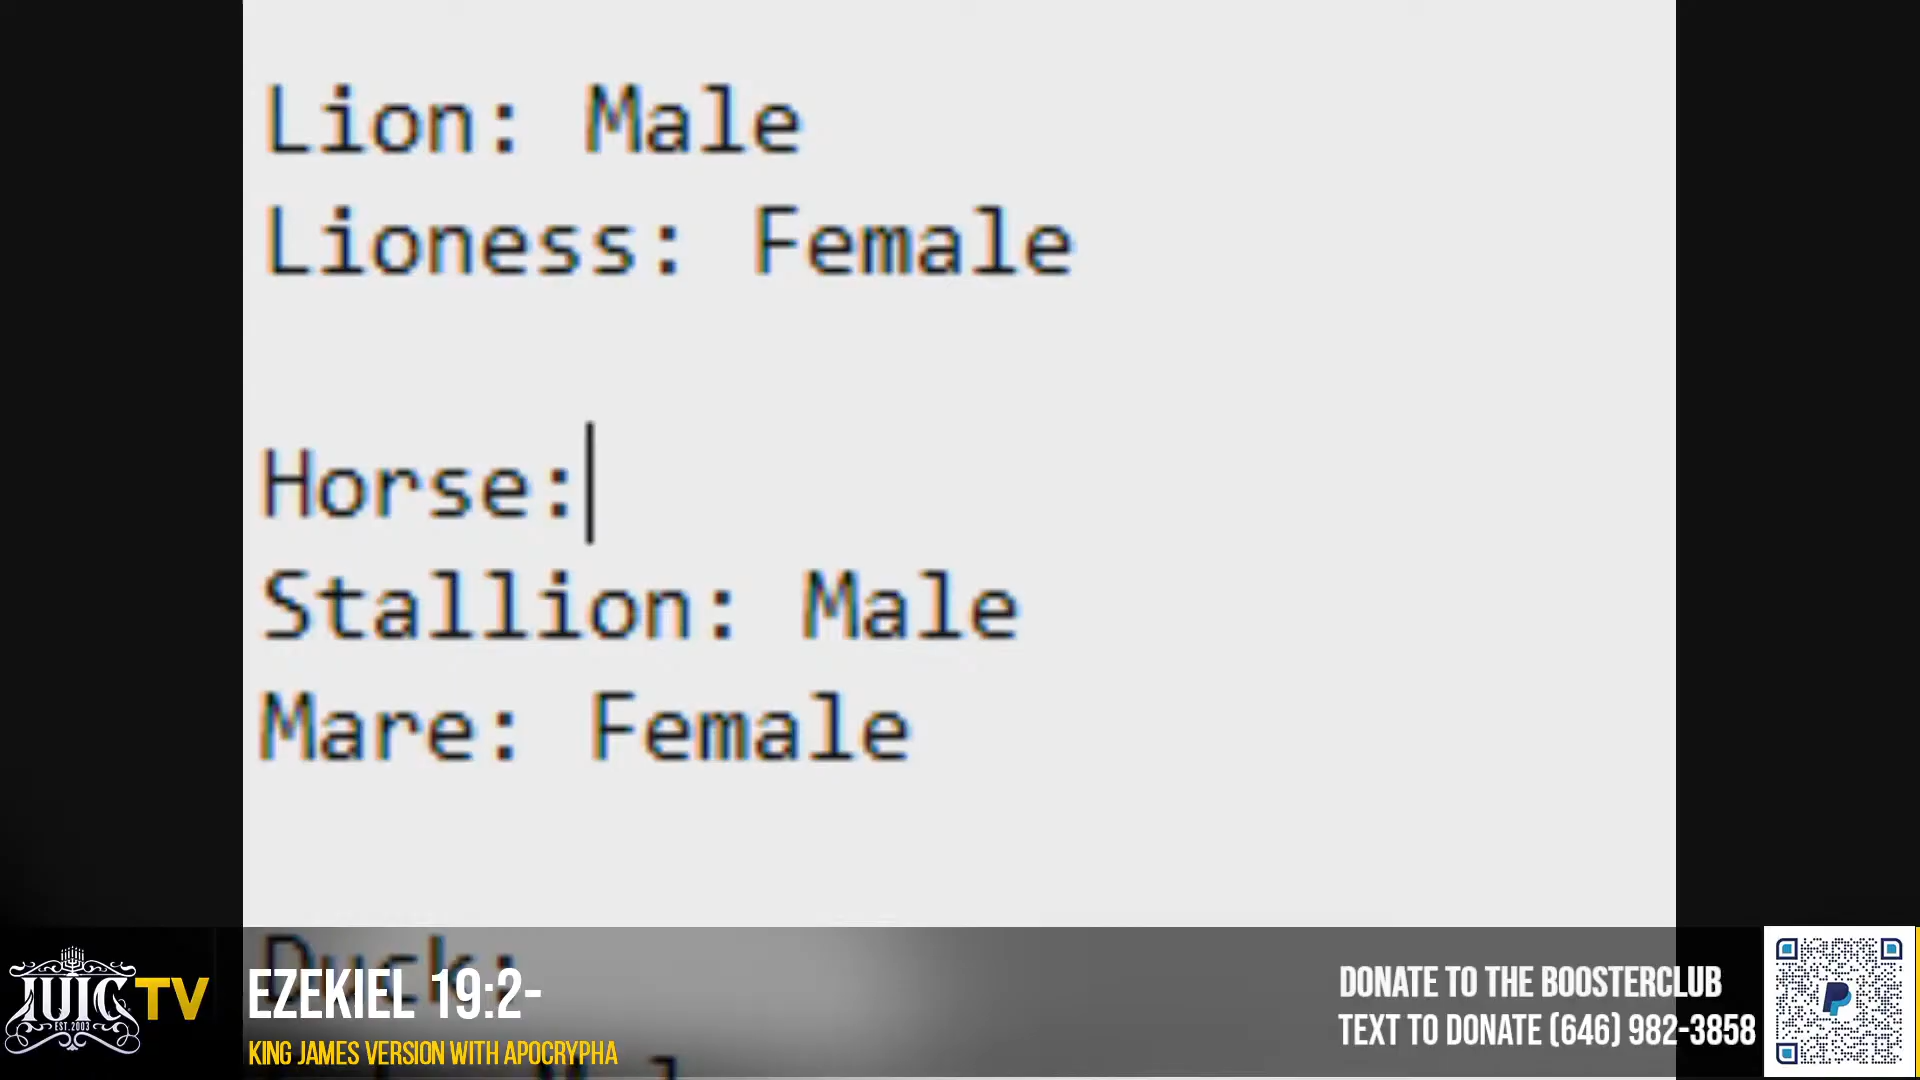 Lion: Male
Lioness: Female
Horse:
Stallion: Male
Mare: Female
Duck:
IUIC TV
EST. 2003
EZEKIEL 19:2-
KING JAMES VERSION WITH APOCRYPHA
DONATE TO THE BOOSTERCLUB
TEXT TO DONATE (646) 982-3858